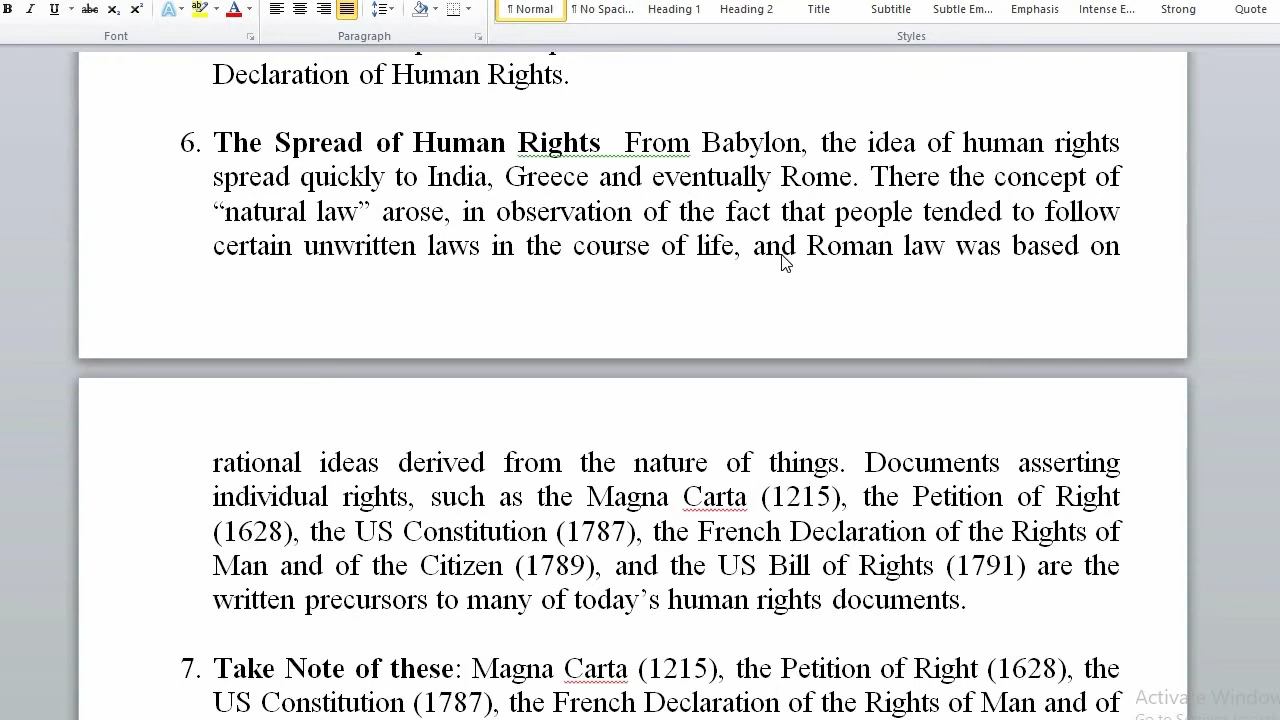 B I U abc x₂ x² A ab A
¶ Normal ¶ No Spaci... Heading 1 Heading 2 Title Subtitle Subtle Em... Emphasis Intense E... Strong Quote
Font Paragraph Styles
Declaration of Human Rights.
6. The Spread of Human Rights From Babylon, the idea of human rights
spread quickly to India, Greece and eventually Rome. There the concept of
“natural law” arose, in observation of the fact that people tended to follow
certain unwritten laws in the course of life, and Roman law was based on
rational ideas derived from the nature of things. Documents asserting
individual rights, such as the Magna Carta (1215), the Petition of Right
(1628), the US Constitution (1787), the French Declaration of the Rights of
Man and of the Citizen (1789), and the US Bill of Rights (1791) are the
written precursors to many of today’s human rights documents.
7. Take Note of these: Magna Carta (1215), the Petition of Right (1628), the
US Constitution (1787), the French Declaration of the Rights of Man and of
Activate Window